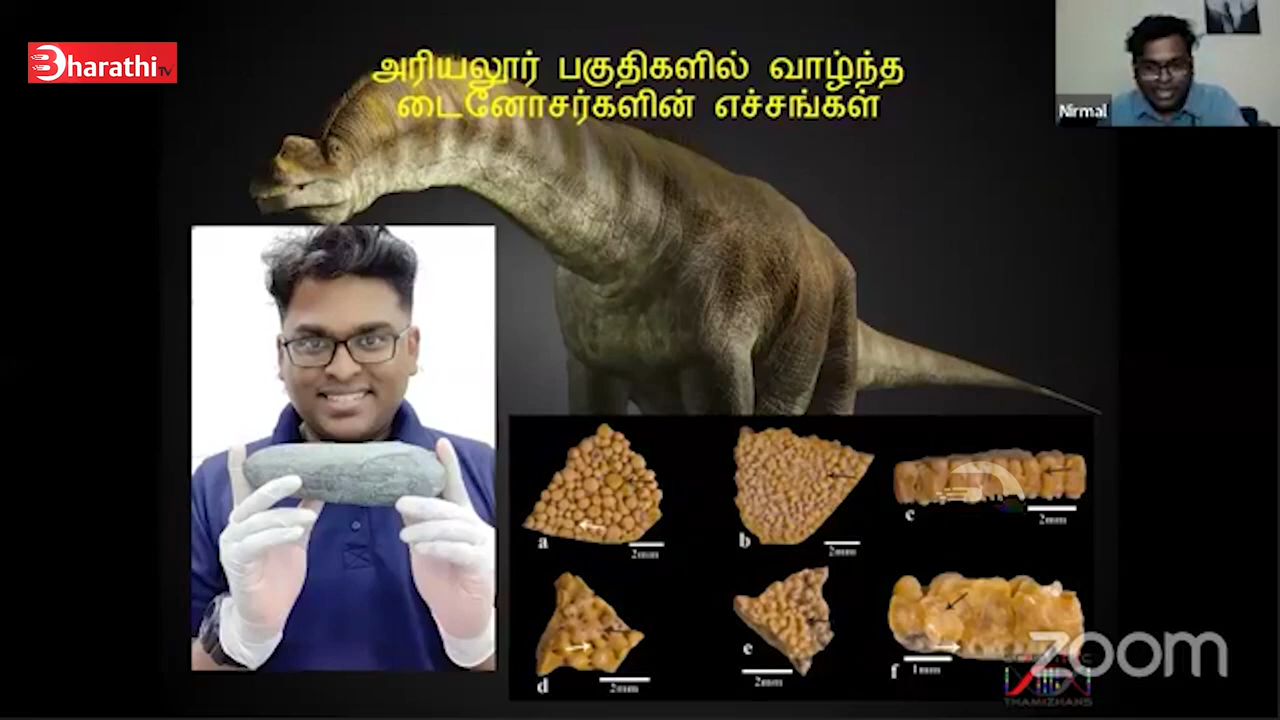 Bharathi TV
அரியலூர் பகுதிகளில் வாழ்ந்த
டைனோசர்களின் எச்சங்கள்
Nirmal
a
2mm
b
2mm
c
2mm
d
2mm
e
2mm
f
1mm
zoom
THAMIZHANS